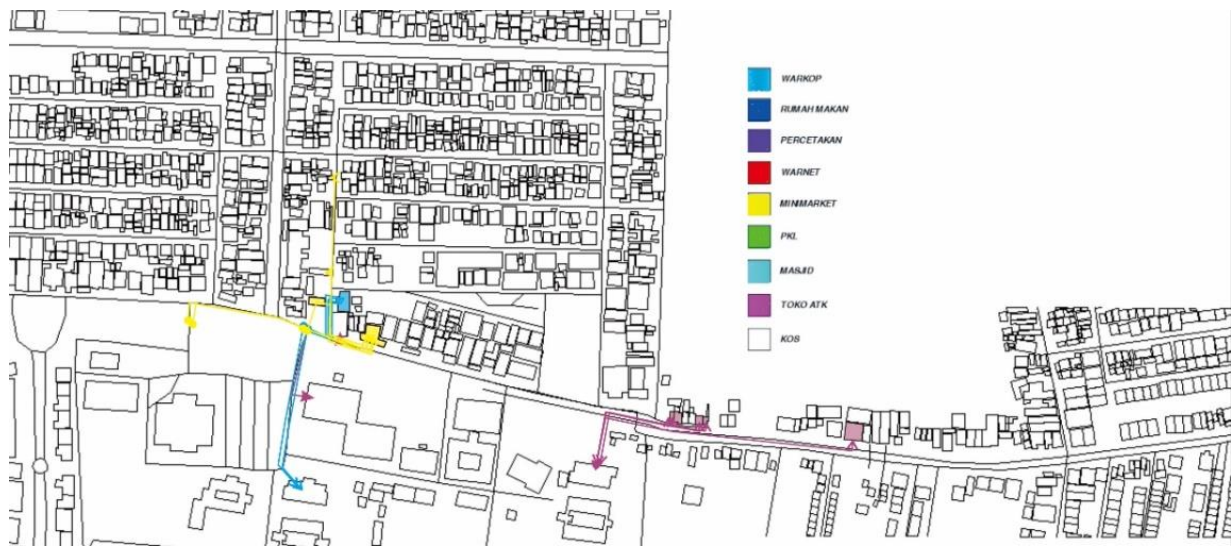 WARKOP
RUMAH MAKAN
PERCETAKAN
WARNET
MINIMARKET
PKL
MASJID
TOKO ATK
KOS